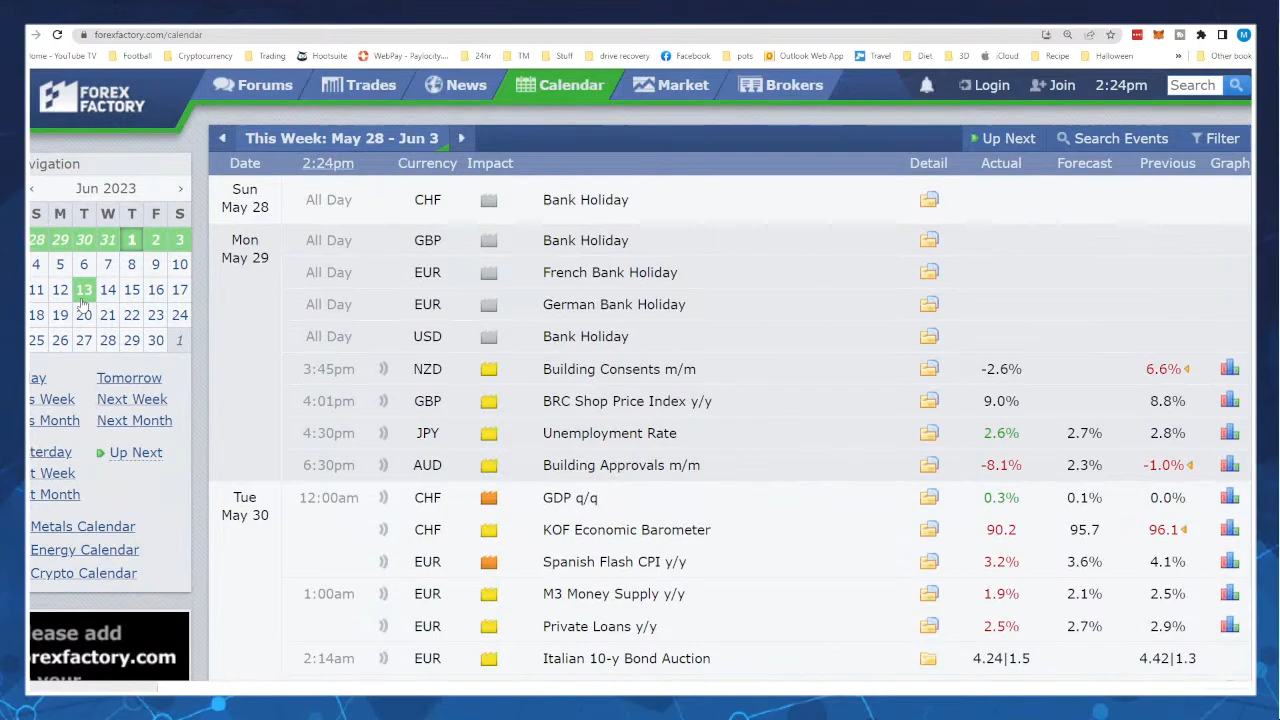 forexfactory.com/calendar
Home - YouTube TV Football Cryptocurrency Trading Hootsuite WebPay - Paylocity.... 24hr TM Stuff drive recovery Facebook pots Outlook Web App Travel Diet 3D iCloud Recipe Halloween » Other book
FOREX FACTORY Forums Trades News Calendar Market Brokers Login Join 2:24pm Search
This Week: May 28 - Jun 3 Up Next Search Events Filter
vigation
Date 2:24pm Currency Impact Detail Actual Forecast Previous Graph
‹ Jun 2023 ›
S M T W T F S
28 29 30 31 1 2 3
4 5 6 7 8 9 10
11 12 13 14 15 16 17
18 19 20 21 22 23 24
25 26 27 28 29 30 1
ay Tomorrow
s Week Next Week
s Month Next Month
terday Up Next
t Week
t Month
Metals Calendar
Energy Calendar
Crypto Calendar
lease add
orexfactory.com
your
Sun May 28 All Day CHF Bank Holiday
Mon May 29 All Day GBP Bank Holiday
All Day EUR French Bank Holiday
All Day EUR German Bank Holiday
All Day USD Bank Holiday
3:45pm NZD Building Consents m/m -2.6% 6.6%
4:01pm GBP BRC Shop Price Index y/y 9.0% 8.8%
4:30pm JPY Unemployment Rate 2.6% 2.7% 2.8%
6:30pm AUD Building Approvals m/m -8.1% 2.3% -1.0%
Tue May 30 12:00am CHF GDP q/q 0.3% 0.1% 0.0%
CHF KOF Economic Barometer 90.2 95.7 96.1
EUR Spanish Flash CPI y/y 3.2% 3.6% 4.1%
1:00am EUR M3 Money Supply y/y 1.9% 2.1% 2.5%
EUR Private Loans y/y 2.5% 2.7% 2.9%
2:14am EUR Italian 10-y Bond Auction 4.24|1.5 4.42|1.3